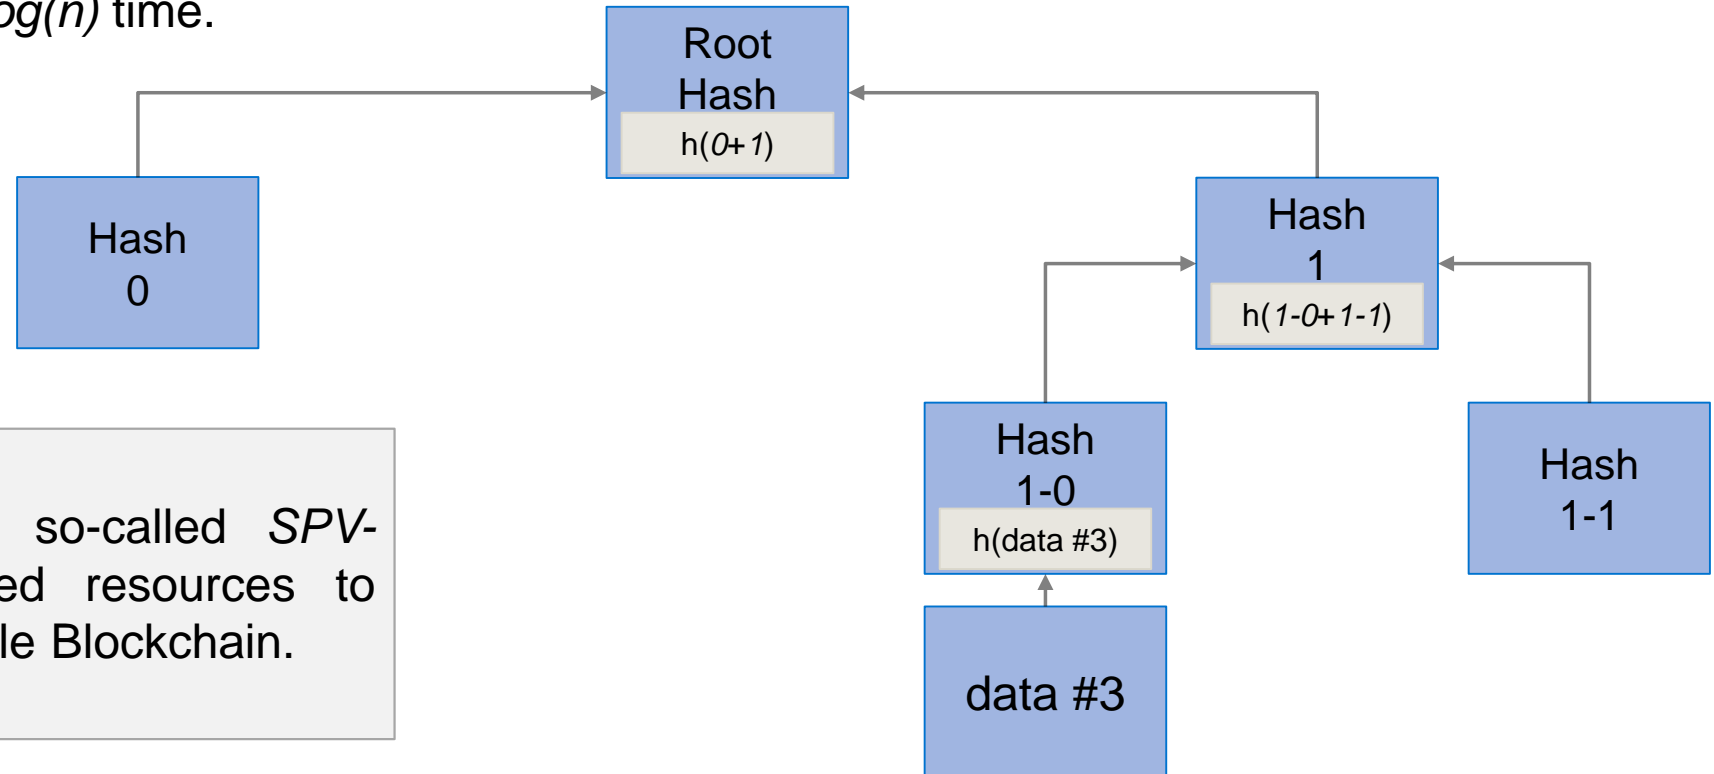 og(n) time.
Root
Hash
h(0+1)
Hash
0
Hash
1
h(1-0+1-1)
so-called SPV-
ed resources to
le Blockchain.
Hash
1-0
h(data #3)
Hash
1-1
data #3